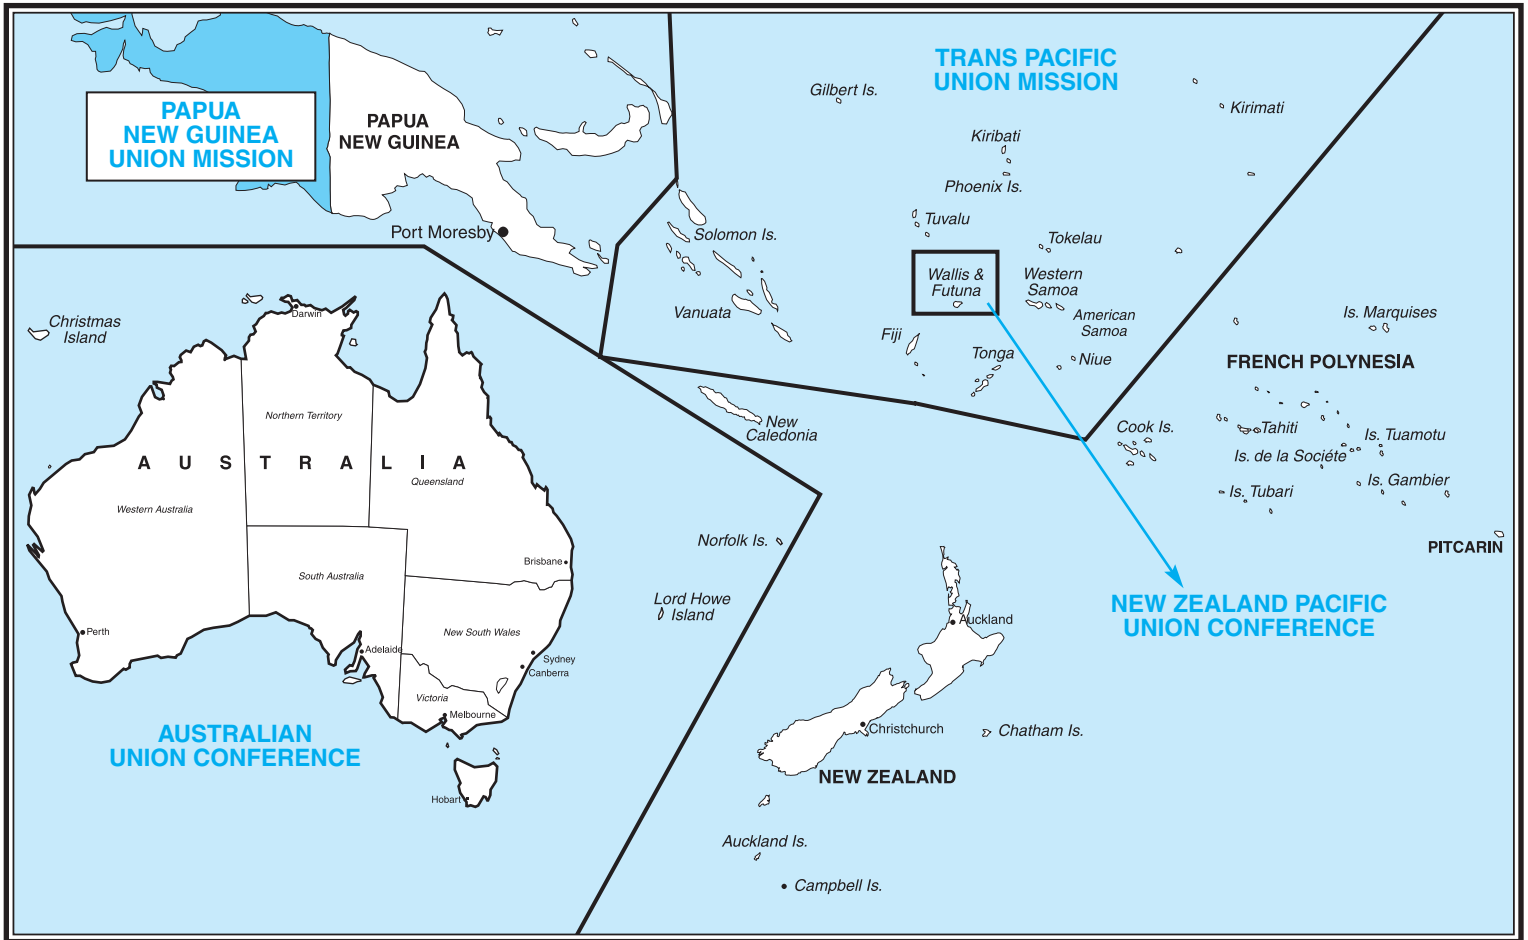 TRANS PACIFIC
UNION MISSION
Gilbert Is.
Kirimati
PAPUA
NEW GUINEA
UNION MISSION
PAPUA
NEW GUINEA
Kiribati
Phoenix Is.
Tuvalu
Port Moresby
Solomon Is.
Tokelau
Wallis &
Futuna
Western
Samoa
Vanuata
American
Samoa
Is. Marquises
Christmas
Island
Darwin
Fiji
Tonga
Niue
FRENCH POLYNESIA
Northern Territory
New
Caledonia
Cook Is.
Tahiti
Is. Tuamotu
Is. de la Sociéte
AUSTRALIA
Queensland
Is. Gambier
Is. Tubari
Western Australia
Norfolk Is.
PITCARIN
Brisbane
South Australia
Lord Howe
Island
NEW ZEALAND PACIFIC
UNION CONFERENCE
Auckland
Perth
New South Wales
Adelaide
Sydney
Canberra
Victoria
Melbourne
AUSTRALIAN
UNION CONFERENCE
Christchurch
Chatham Is.
NEW ZEALAND
Hobart
Auckland Is.
Campbell Is.